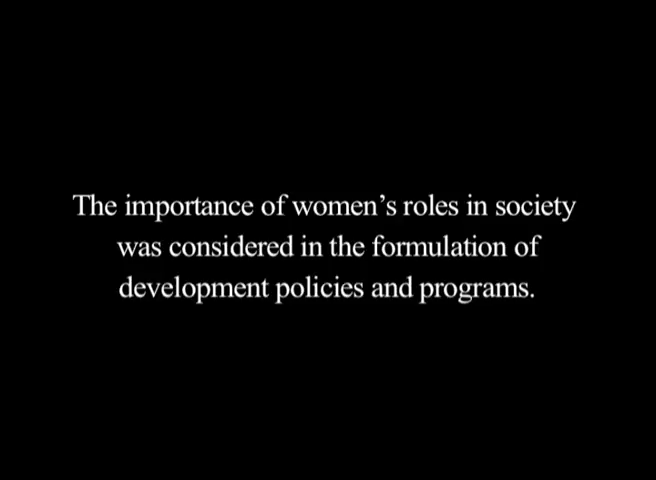 The importance of women’s roles in society
was considered in the formulation of
development policies and programs.